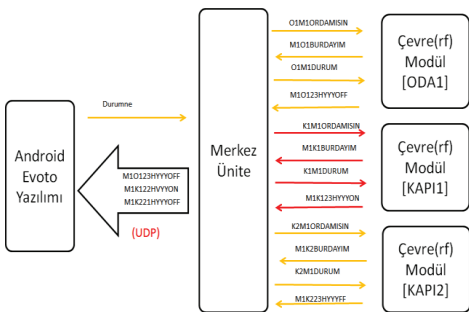 Android
Evoto
Yazılımı
Durumne
M1O123HYYYOFF
M1K122HVYYON
M1K221HYYYOFF
(UDP)
Merkez
Ünite
O1M1ORDAMISIN
M1O1BURDAYIM
O1M1DURUM
M1O123HYYYOFF
K1M1ORDAMISIN
M1K1BURDAYIM
K1M1DURUM
M1K123HYYYON
K2M1ORDAMISIN
M1K2BURDAYIM
K2M1DURUM
M1K223HYYYFF
Çevre(rf)
Modül
[ODA1]
Çevre(rf)
Modül
[KAPI1]
Çevre(rf)
Modül
[KAPI2]